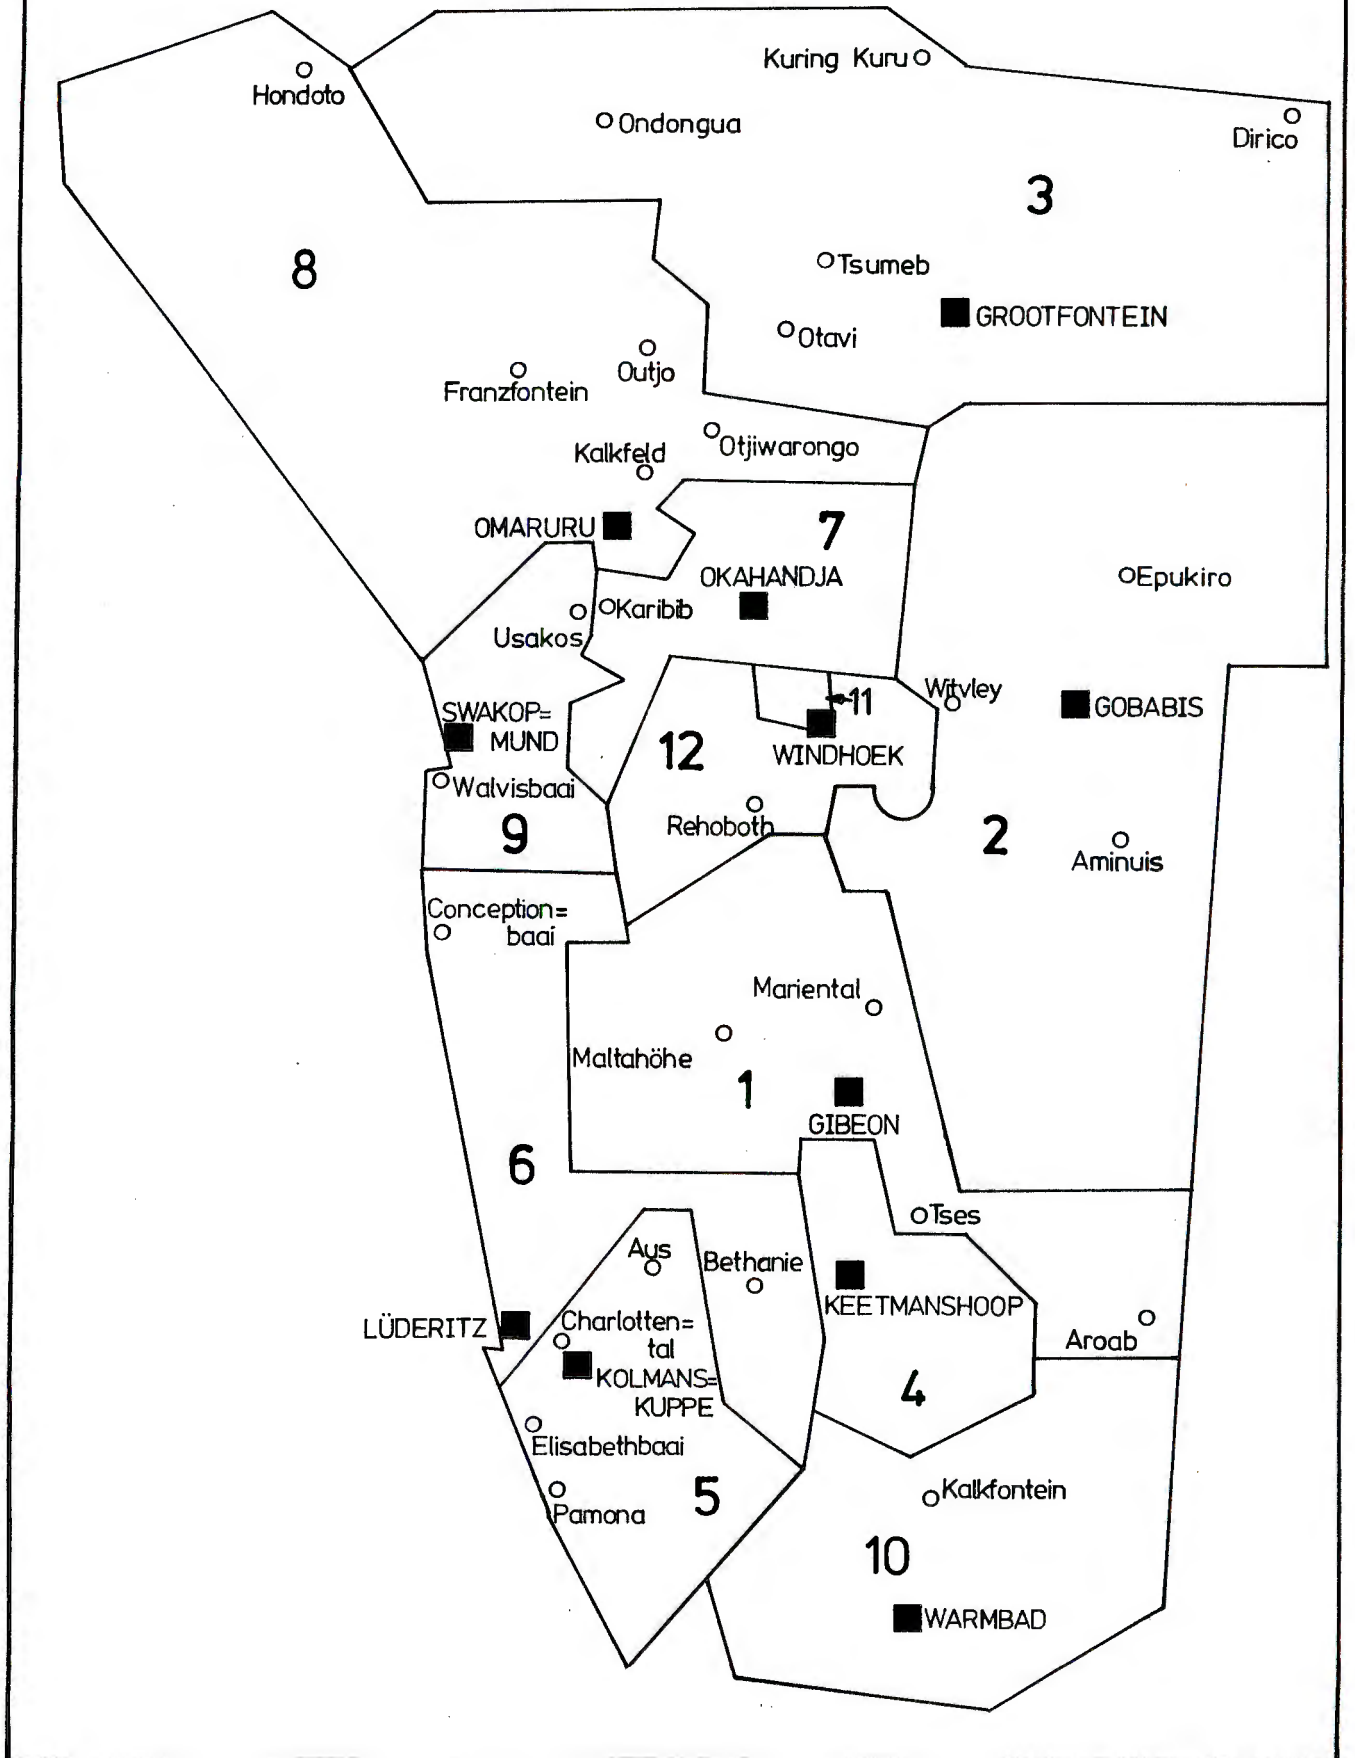 Kuring Kuru
Hondoto
Ondongua
Dirico
3
8
Tsumeb
GROOTFONTEIN
Otavi
Outjo
Franzfontein
Otjiwarongo
Kalkfeld
OMARURU
7
OKAHANDJA
Epukiro
Karibib
Usakos
Witvley
11
GOBABIS
SWAKOP=
MUND
12
WINDHOEK
Walvisbaai
Rehoboth
9
2
Aminuis
Conception=
baai
Mariental
Maltahöhe
1
GIBEON
6
Tses
Aus
Bethanie
KEETMANSHOOP
LÜDERITZ
Charlotten=
tal
Aroab
KOLMANS=
KUPPE
4
Elisabethbaai
5
Kalkfontein
Pamona
10
WARMBAD